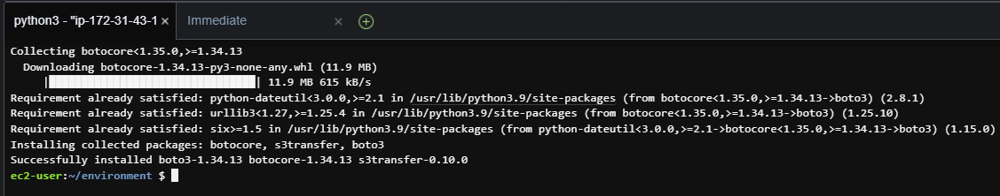 python3 - "ip-172-31-43-1 × Immediate ×
Collecting botocore<1.35.0,>=1.34.13
Downloading botocore-1.34.13-py3-none-any.whl (11.9 MB)
|████████████████████████████████| 11.9 MB 615 kB/s
Requirement already satisfied: python-dateutil<3.0.0,>=2.1 in /usr/lib/python3.9/site-packages (from botocore<1.35.0,>=1.34.13->boto3) (2.8.1)
Requirement already satisfied: urllib3<1.27,>=1.25.4 in /usr/lib/python3.9/site-packages (from botocore<1.35.0,>=1.34.13->boto3) (1.25.10)
Requirement already satisfied: six>=1.5 in /usr/lib/python3.9/site-packages (from python-dateutil<3.0.0,>=2.1->botocore<1.35.0,>=1.34.13->boto3) (1.15.0)
Installing collected packages: botocore, s3transfer, boto3
Successfully installed boto3-1.34.13 botocore-1.34.13 s3transfer-0.10.0
ec2-user:~/environment $